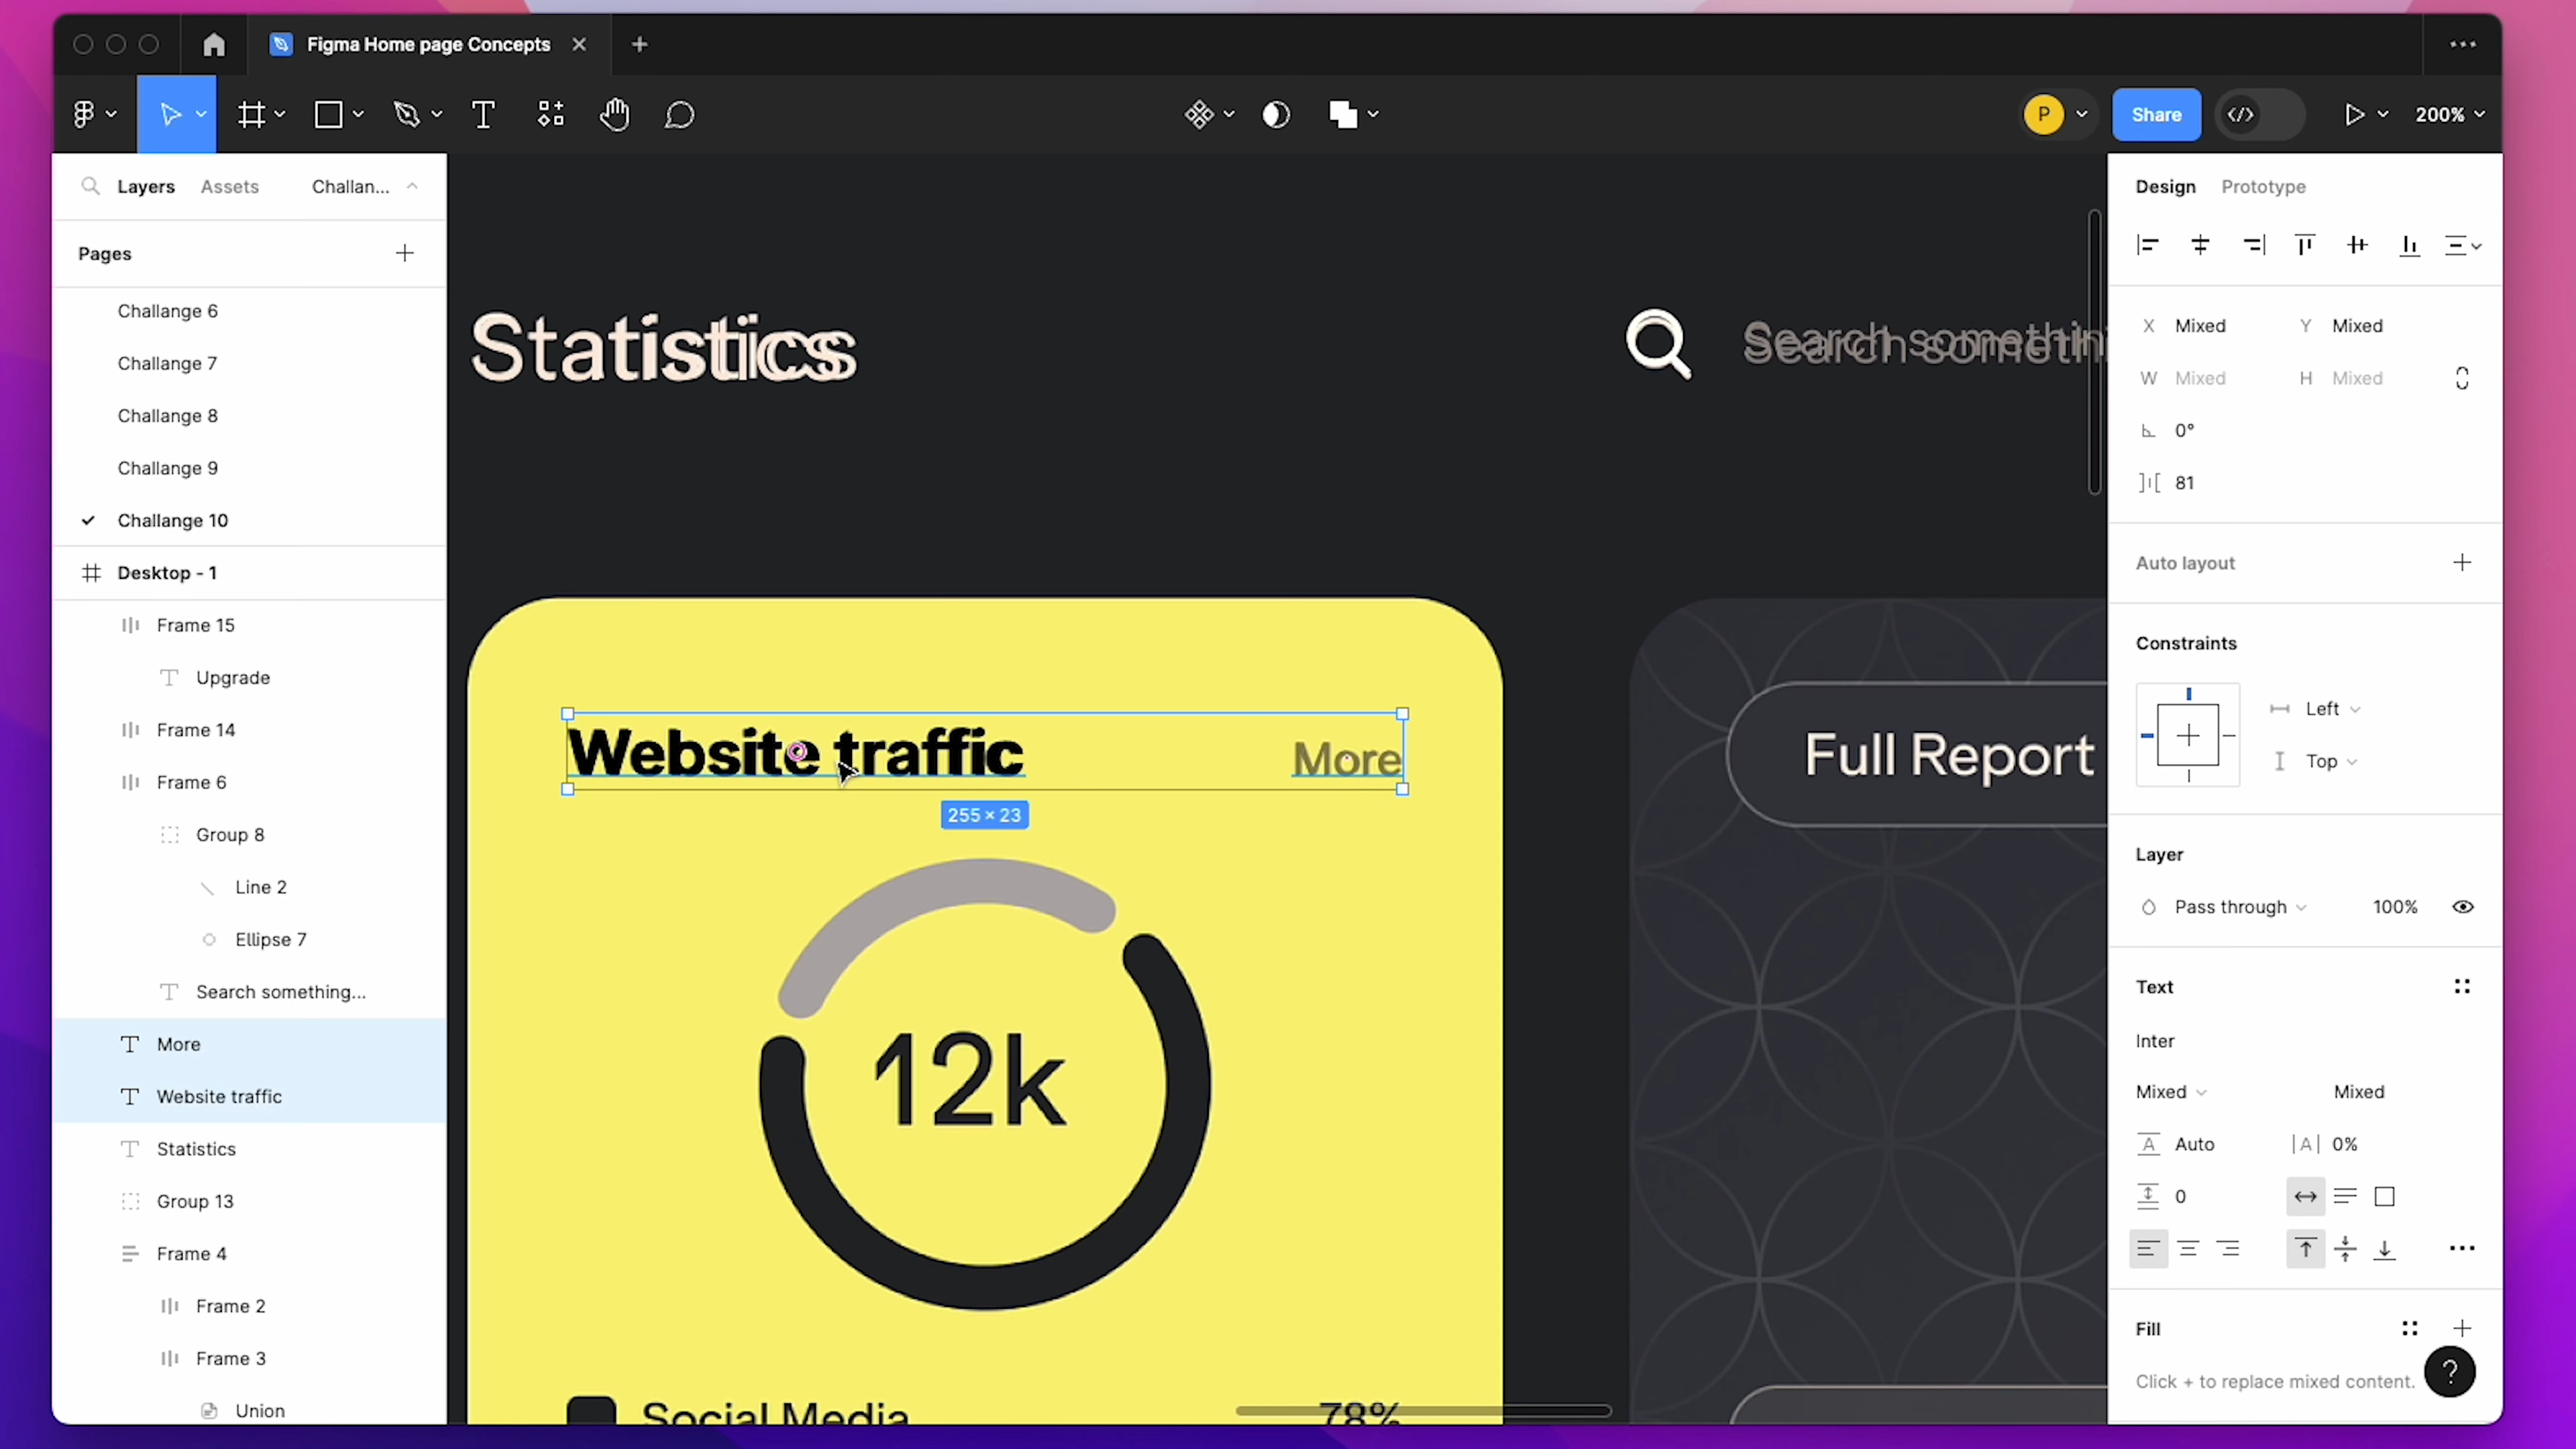 Figma Home page Concepts
P
Share
200%
Layers
Assets
Challan...
Pages
Challange 6
Challange 7
Challange 8
Challange 9
Challange 10
Desktop - 1
Frame 15
Upgrade
Frame 14
Frame 6
Group 8
Line 2
Ellipse 7
Search something...
More
Website traffic
Statistics
Group 13
Frame 4
Frame 2
Frame 3
Union
Statistics
Search somethin
Website traffic
More
255 × 23
12k
Social Media
78%
Full Report
Design
Prototype
X Mixed
Y Mixed
W Mixed
H Mixed
0°
81
Auto layout
Constraints
Left
Top
Layer
Pass through
100%
Text
Inter
Mixed
Mixed
A Auto
|A| 0%
0
Fill
Click + to replace mixed content.
?